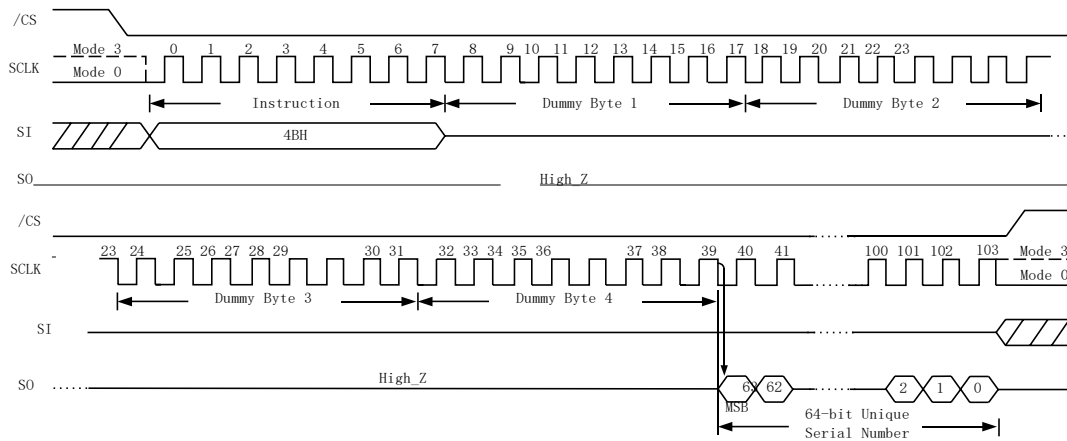 /CS
Mode 3 0 1 2 3 4 5 6 7 8 9 10 11 12 13 14 15 16 17 18 19 20 21 22 23
SCLK Mode 0
Instruction Dummy Byte 1 Dummy Byte 2
SI 4BH
SO High_Z
/CS
23 24 25 26 27 28 29 30 31 32 33 34 35 36 37 38 39 40 41 100 101 102 103 Mode 3
SCLK Mode 0
Dummy Byte 3 Dummy Byte 4
SI
SO High_Z 63 62 2 1 0
MSB 64-bit Unique
Serial Number